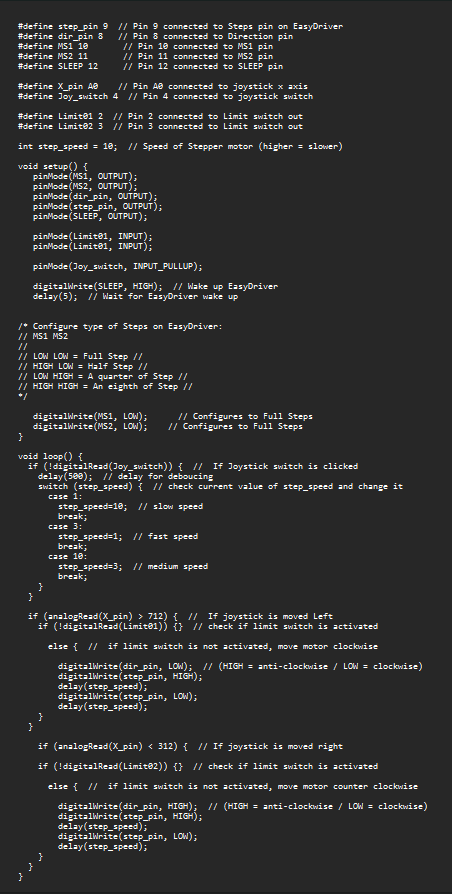 #define step_pin 9  // Pin 9 connected to Steps pin on EasyDriver
#define dir_pin 8   // Pin 8 connected to Direction pin
#define MS1 10       // Pin 10 connected to MS1 pin
#define MS2 11       // Pin 11 connected to MS2 pin
#define SLEEP 12     // Pin 12 connected to SLEEP pin
#define X_pin A0    // Pin A0 connected to joystick x axis
#define Joy_switch 4  // Pin 4 connected to joystick switch
#define Limit01 2  // Pin 2 connected to Limit switch out
#define Limit02 3  // Pin 3 connected to Limit switch out
int step_speed = 10;  // Speed of Stepper motor (higher = slower)
void setup() {
   pinMode(MS1, OUTPUT);
   pinMode(MS2, OUTPUT);
   pinMode(dir_pin, OUTPUT);
   pinMode(step_pin, OUTPUT);
   pinMode(SLEEP, OUTPUT);
   pinMode(Limit01, INPUT);
   pinMode(Limit01, INPUT);
   pinMode(Joy_switch, INPUT_PULLUP);
   digitalWrite(SLEEP, HIGH);  // Wake up EasyDriver
   delay(5);  // Wait for EasyDriver wake up
/* Configure type of Steps on EasyDriver:
// MS1 MS2
//
// LOW LOW = Full Step //
// HIGH LOW = Half Step //
// LOW HIGH = A quarter of Step //
// HIGH HIGH = An eighth of Step //
*/
   digitalWrite(MS1, LOW);      // Configures to Full Steps
   digitalWrite(MS2, LOW);    // Configures to Full Steps
}
void loop() {
  if (!digitalRead(Joy_switch)) {  //  If Joystick switch is clicked
    delay(500);  // delay for deboucing
    switch (step_speed) {  // check current value of step_speed and change it
      case 1:
        step_speed=10;  // slow speed
        break;
      case 3:
        step_speed=1;  // fast speed
        break;
      case 10:
        step_speed=3;  // medium speed
        break;
    }
  }
  if (analogRead(X_pin) > 712) {  //  If joystick is moved Left
    if (!digitalRead(Limit01)) {}  // check if limit switch is activated
      else {  //  if limit switch is not activated, move motor clockwise
        digitalWrite(dir_pin, LOW);  // (HIGH = anti-clockwise / LOW = clockwise)
        digitalWrite(step_pin, HIGH);
        delay(step_speed);
        digitalWrite(step_pin, LOW);
        delay(step_speed);
    }
  }
    if (analogRead(X_pin) < 312) {  // If joystick is moved right
    if (!digitalRead(Limit02)) {}  // check if limit switch is activated
      else {  //  if limit switch is not activated, move motor counter clockwise
        digitalWrite(dir_pin, HIGH);  // (HIGH = anti-clockwise / LOW = clockwise)
        digitalWrite(step_pin, HIGH);
        delay(step_speed);
        digitalWrite(step_pin, LOW);
        delay(step_speed);
    }
  }
}